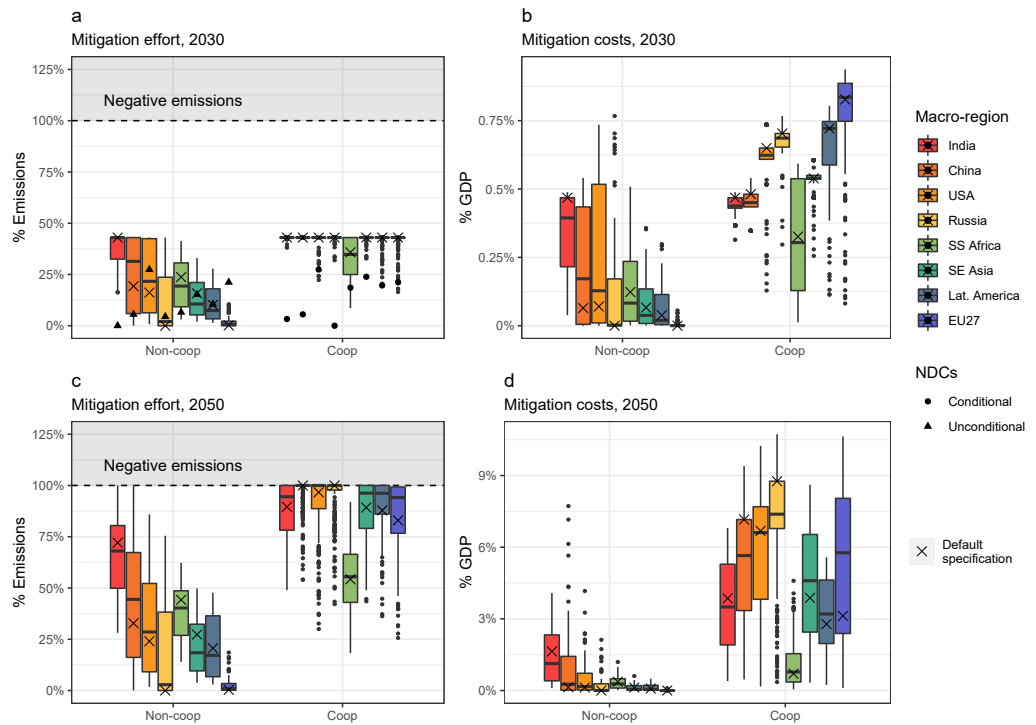 a
Mitigation effort, 2030
% Emissions
125%
100%
75%
50%
25%
0%
Negative emissions
Non-coop
Coop
b
Mitigation costs, 2030
% GDP
0.75%
0.5%
0.25%
0%
Non-coop
Coop
c
Mitigation effort, 2050
% Emissions
125%
100%
75%
50%
25%
0%
Negative emissions
Non-coop
Coop
d
Mitigation costs, 2050
% GDP
9%
6%
3%
0%
Non-coop
Coop
Macro-region
India
China
USA
Russia
SS Africa
SE Asia
Lat. America
EU27
NDCs
Conditional
Unconditional
Default
specification